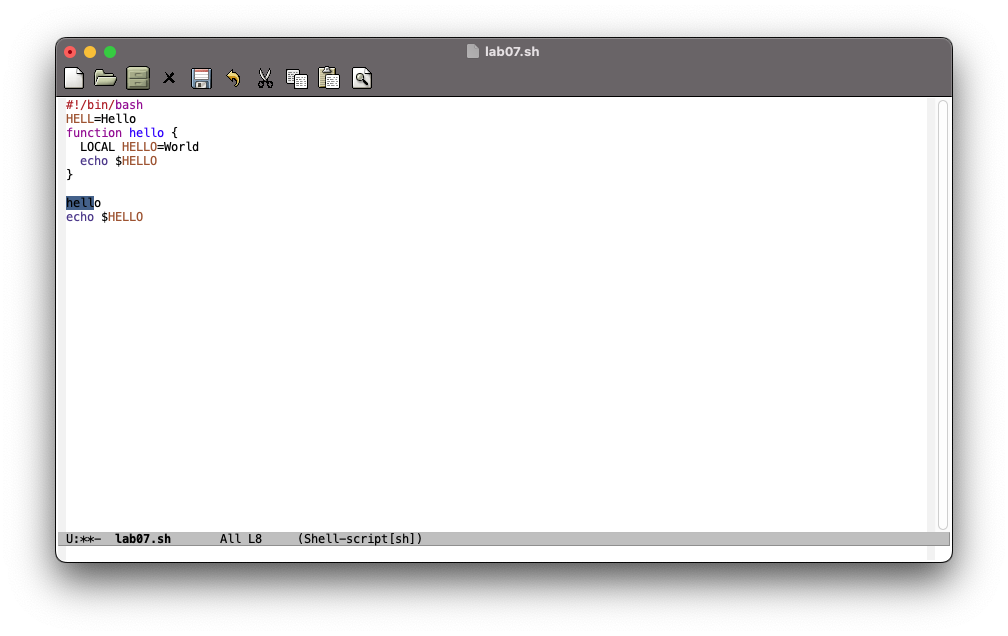 lab07.sh
#!/bin/bash
HELL=Hello
function hello {
  LOCAL HELLO=World
  echo $HELLO
}
hello
echo $HELLO
U:**-  lab07.sh       All L8     (Shell-script[sh])